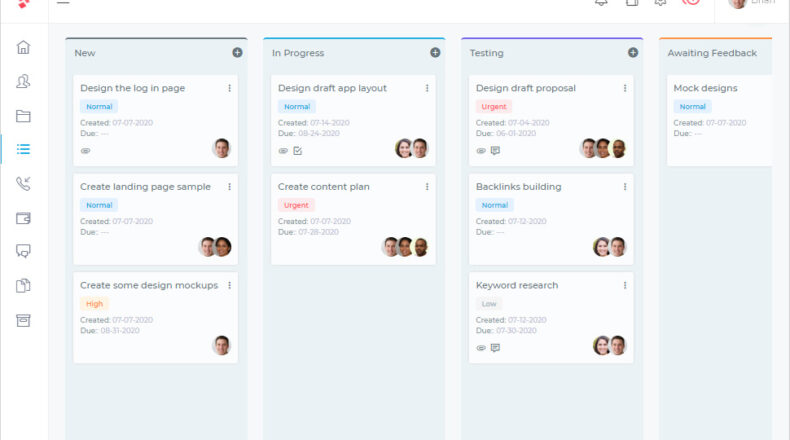 Brian
New
Design the log in page
Normal
Created: 07-07-2020
Due: ---
Create landing page sample
Normal
Created: 07-07-2020
Due: ---
Create some design mockups
High
Created: 07-07-2020
Due: 08-31-2020
In Progress
Design draft app layout
Normal
Created: 07-14-2020
Due: 08-24-2020
Create content plan
Urgent
Created: 07-07-2020
Due: 07-28-2020
Testing
Design draft proposal
Urgent
Created: 07-04-2020
Due: 06-01-2020
Backlinks building
Normal
Created: 07-12-2020
Due: ---
Keyword research
Low
Created: 07-12-2020
Due: 07-30-2020
Awaiting Feedback
Mock designs
Normal
Created: 07-07-2020
Due: ---